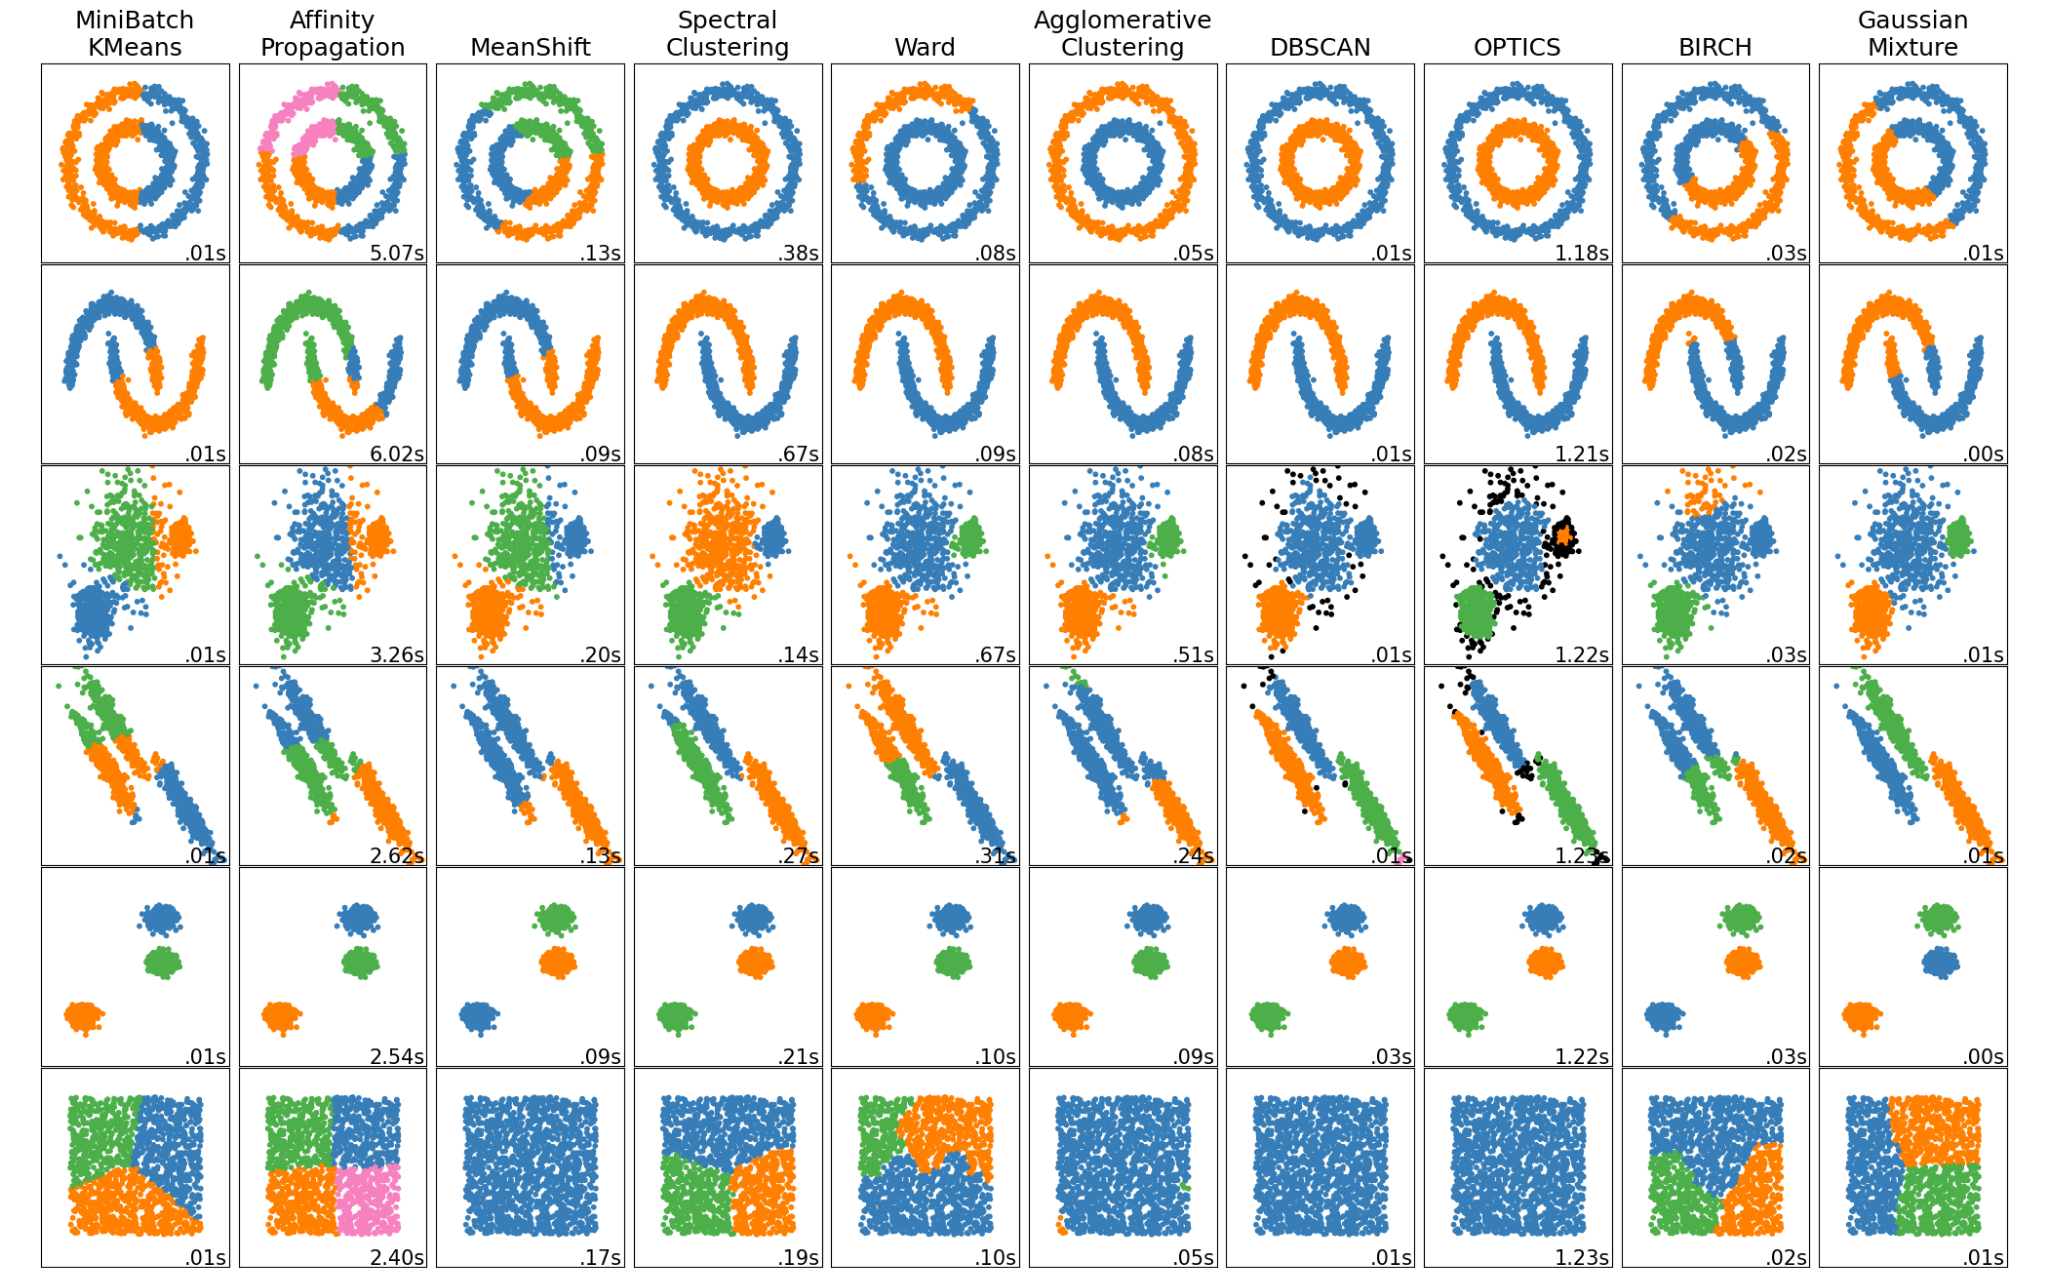 MiniBatch
KMeans
Affinity
Propagation
MeanShift
Spectral
Clustering
Ward
Agglomerative
Clustering
DBSCAN
OPTICS
BIRCH
Gaussian
Mixture
.01s
5.07s
.13s
.38s
.08s
.05s
.01s
1.18s
.03s
.01s
.01s
6.02s
.09s
.67s
.09s
.08s
.01s
1.21s
.02s
.00s
.01s
3.26s
.20s
.14s
.67s
.51s
.01s
1.22s
.03s
.01s
.01s
2.62s
.13s
.27s
.31s
.24s
.01s
1.23s
.02s
.01s
.01s
2.54s
.09s
.21s
.10s
.09s
.03s
1.22s
.03s
.00s
.01s
2.40s
.17s
.19s
.10s
.05s
.01s
1.23s
.02s
.01s